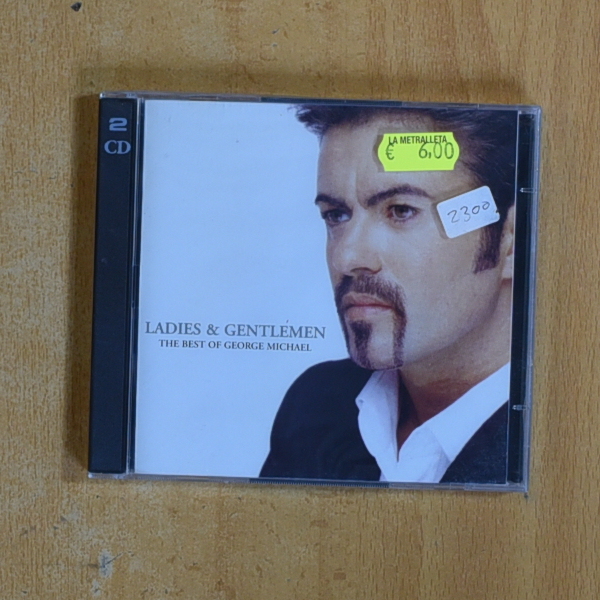 2
CD
LA METRALLETA
€ 6,00
2300
LADIES & GENTLEMEN
THE BEST OF GEORGE MICHAEL